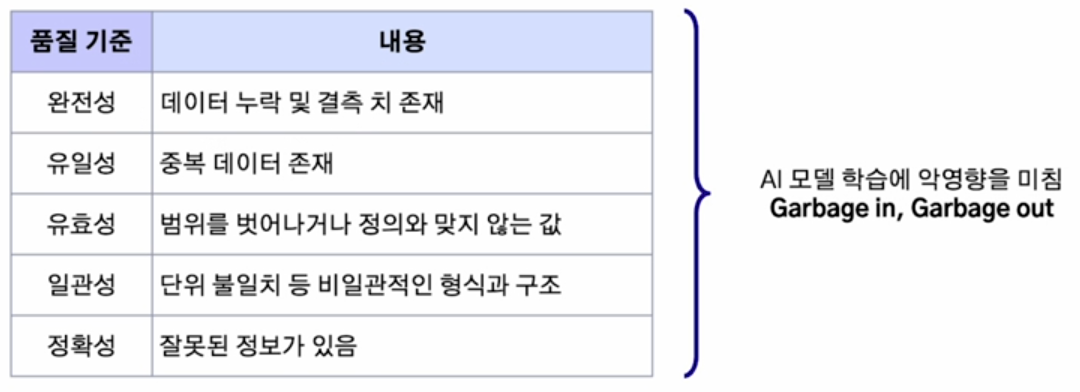 품질 기준 내용
완전성 데이터 누락 및 결측 치 존재
유일성 중복 데이터 존재
유효성 범위를 벗어나거나 정의와 맞지 않는 값
일관성 단위 불일치 등 비일관적인 형식과 구조
정확성 잘못된 정보가 있음
AI 모델 학습에 악영향을 미침
Garbage in, Garbage out